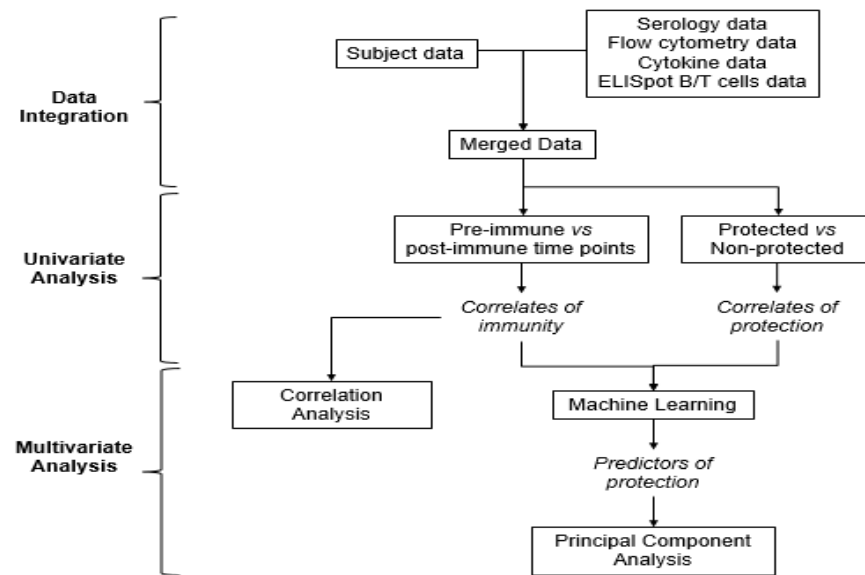 Subject data
Serology data
Flow cytometry data
Cytokine data
ELISpot B/T cells data
Data
Integration
Merged Data
Univariate
Analysis
Pre-immune vs
post-immune time points
Protected vs
Non-protected
Correlates of
immunity
Correlates of
protection
Multivariate
Analysis
Correlation
Analysis
Machine Learning
Predictors of
protection
Principal Component
Analysis